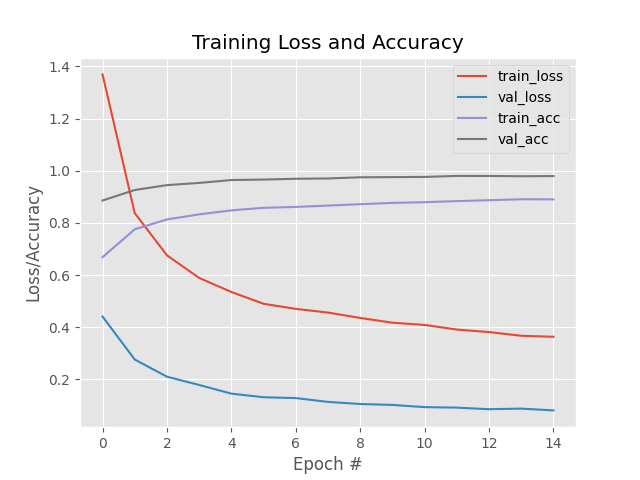 Training Loss and Accuracy
train_loss
val_loss
train_acc
val_acc
Loss/Accuracy
1.4
1.2
1.0
0.8
0.6
0.4
0.2
0 2 4 6 8 10 12 14
Epoch #